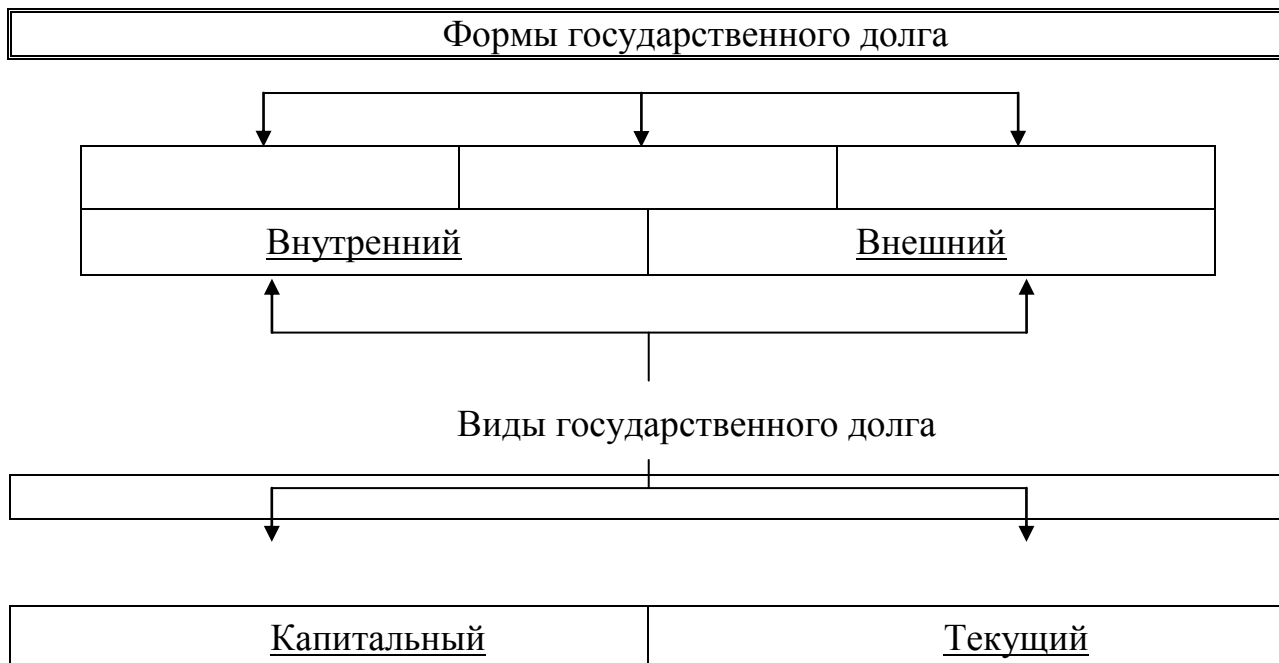 Формы государственного долга
Внутренний Внешний
Виды государственного долга
Капитальный Текущий